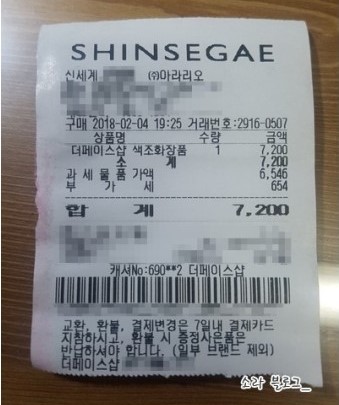 SHINSEGAE
신세계 (주)아라리오
구매 2018-02-04 19:25 거래번호:2916-0507
상품명 수량 금액
더페이스샵 색조화장품 1 7,200
소 계 7,200
과 세 물 품 가 액 6,546
부 가 세 654
합 계 7,200
캐셔No:690**2 더페이스샵
교환, 환불, 결제변경은 7일내 결제카드
지참하시고, 환불 시 증정사은품은
반납하셔야 합니다. (일부 브랜드 제외)
더페이스샵
소라 블로그_